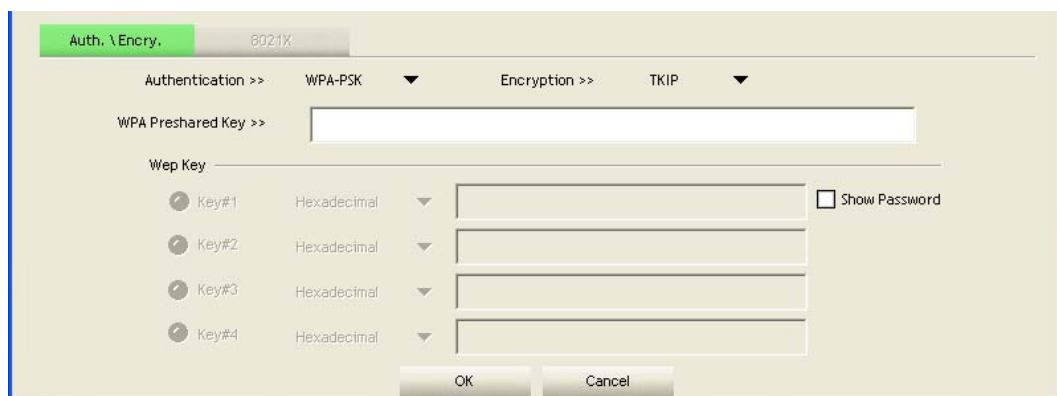 Auth. \ Encry. 8021X
Authentication >> WPA-PSK Encryption >> TKIP
WPA Preshared Key >>
Wep Key
Key#1 Hexadecimal Show Password
Key#2 Hexadecimal
Key#3 Hexadecimal
Key#4 Hexadecimal
OK Cancel